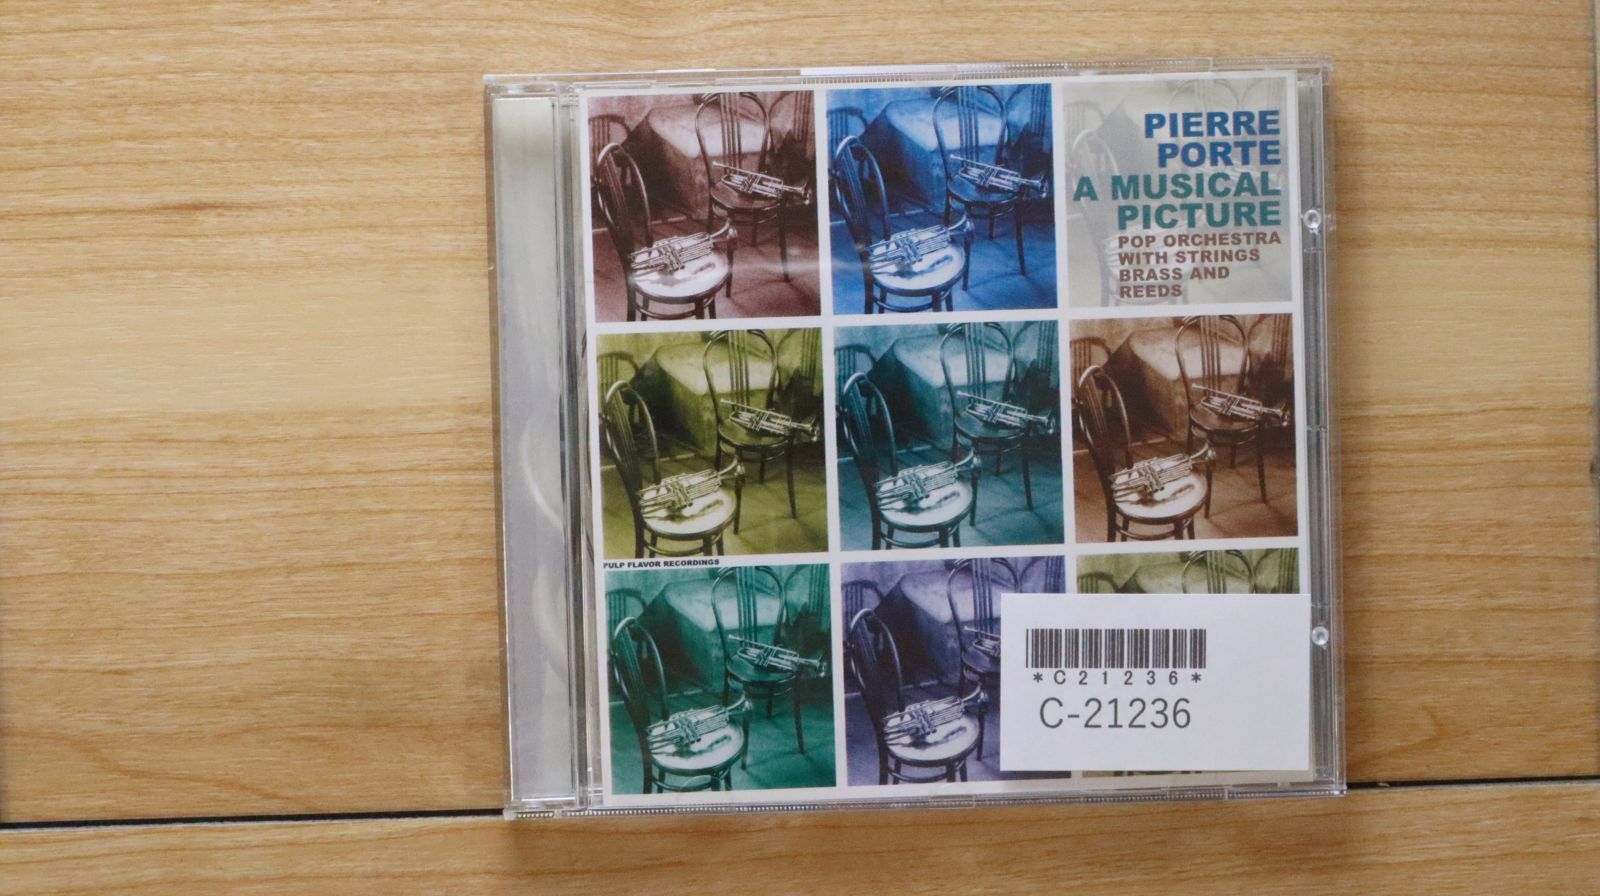 PIERRE
PORTE
A MUSICAL
PICTURE
POP ORCHESTRA
WITH STRINGS
BRASS AND
REEDS
PULP FLAVOR RECORDINGS
*C21236*
C-21236